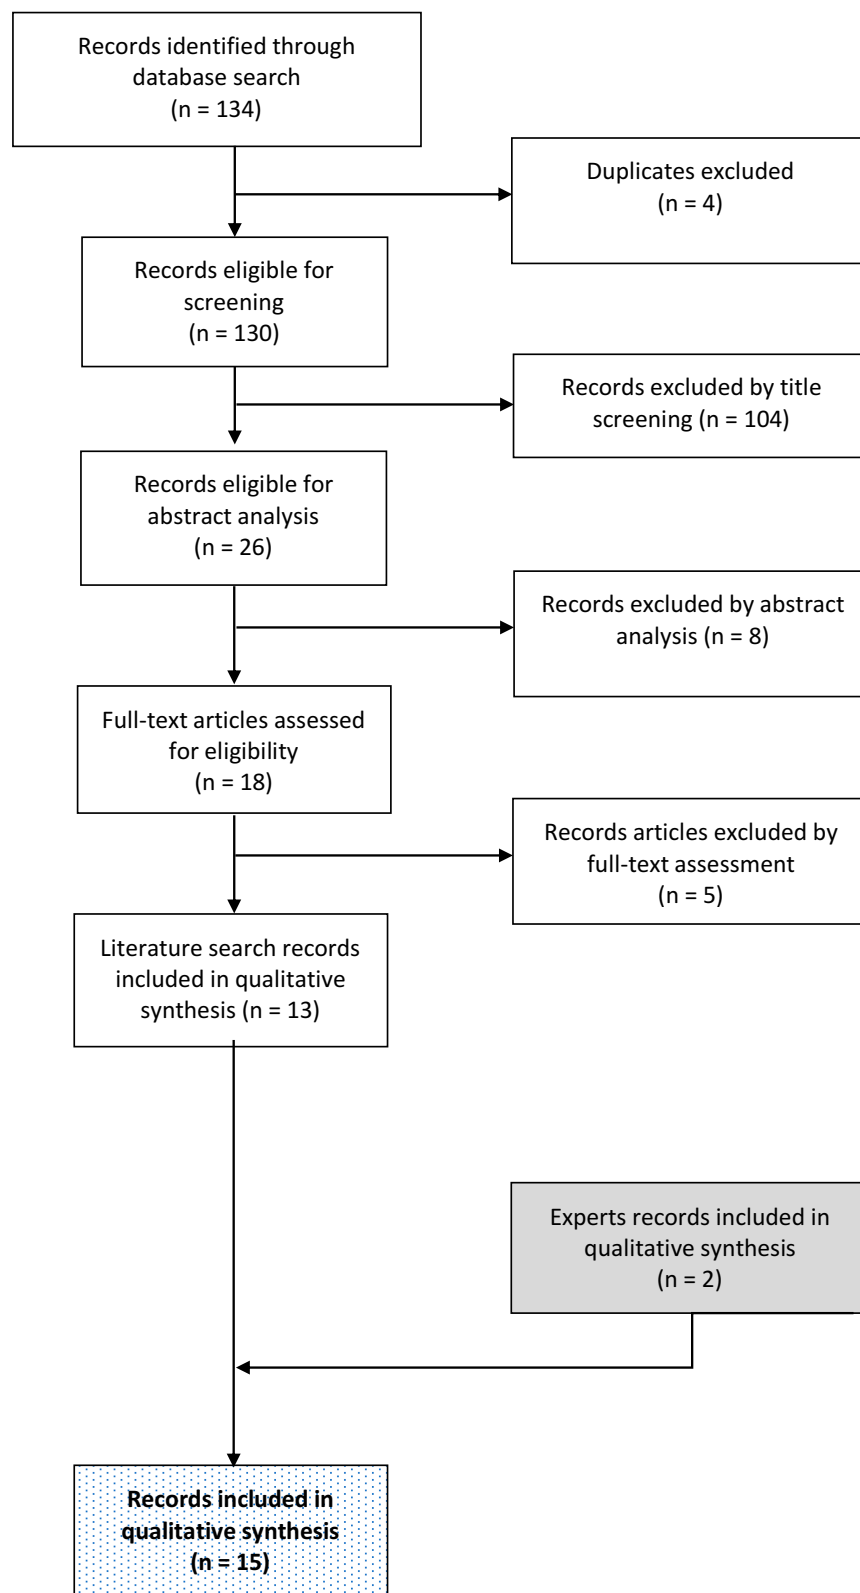 Records identified through
database search
(n = 134)
Duplicates excluded
(n = 4)
Records eligible for
screening
(n = 130)
Records excluded by title
screening (n = 104)
Records eligible for
abstract analysis
(n = 26)
Records excluded by abstract
analysis (n = 8)
Full-text articles assessed
for eligibility
(n = 18)
Records articles excluded by
full-text assessment
(n = 5)
Literature search records
included in qualitative
synthesis (n = 13)
Experts records included in
qualitative synthesis
(n = 2)
Records included in
qualitative synthesis
(n = 15)